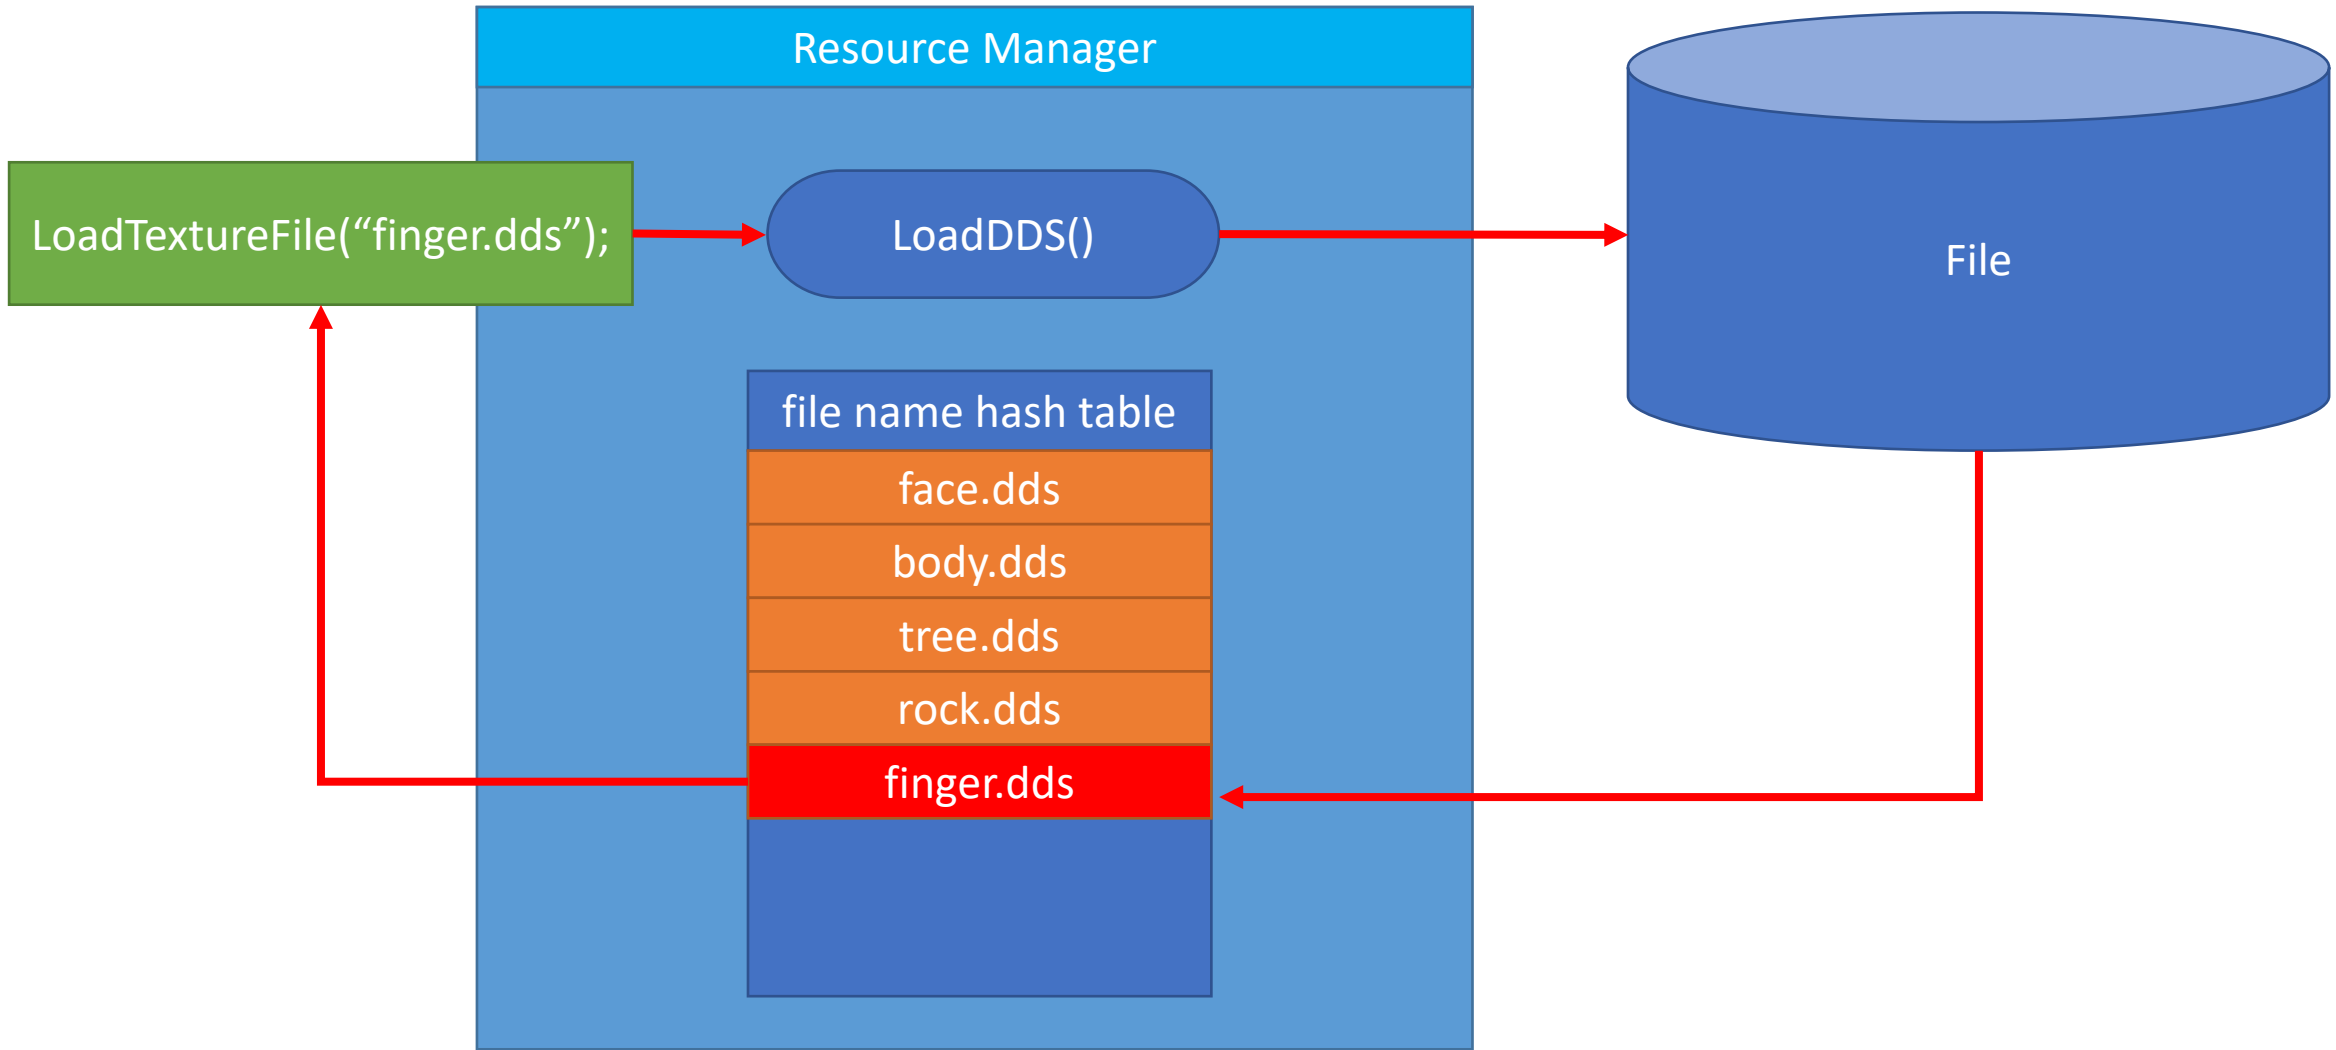 Resource Manager
LoadTextureFile(“finger.dds”);
LoadDDS()
File
file name hash table
face.dds
body.dds
tree.dds
rock.dds
finger.dds